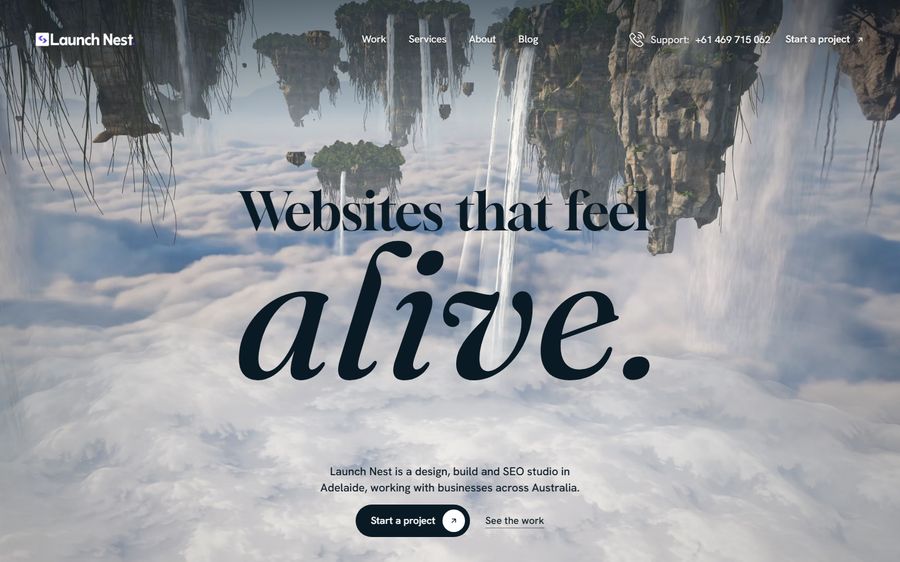 Launch Nest
Work Services About Blog
Support: +61 469 715 062 Start a project
Websites that feel
alive.
Launch Nest is a design, build and SEO studio in
Adelaide, working with businesses across Australia.
Start a project See the work